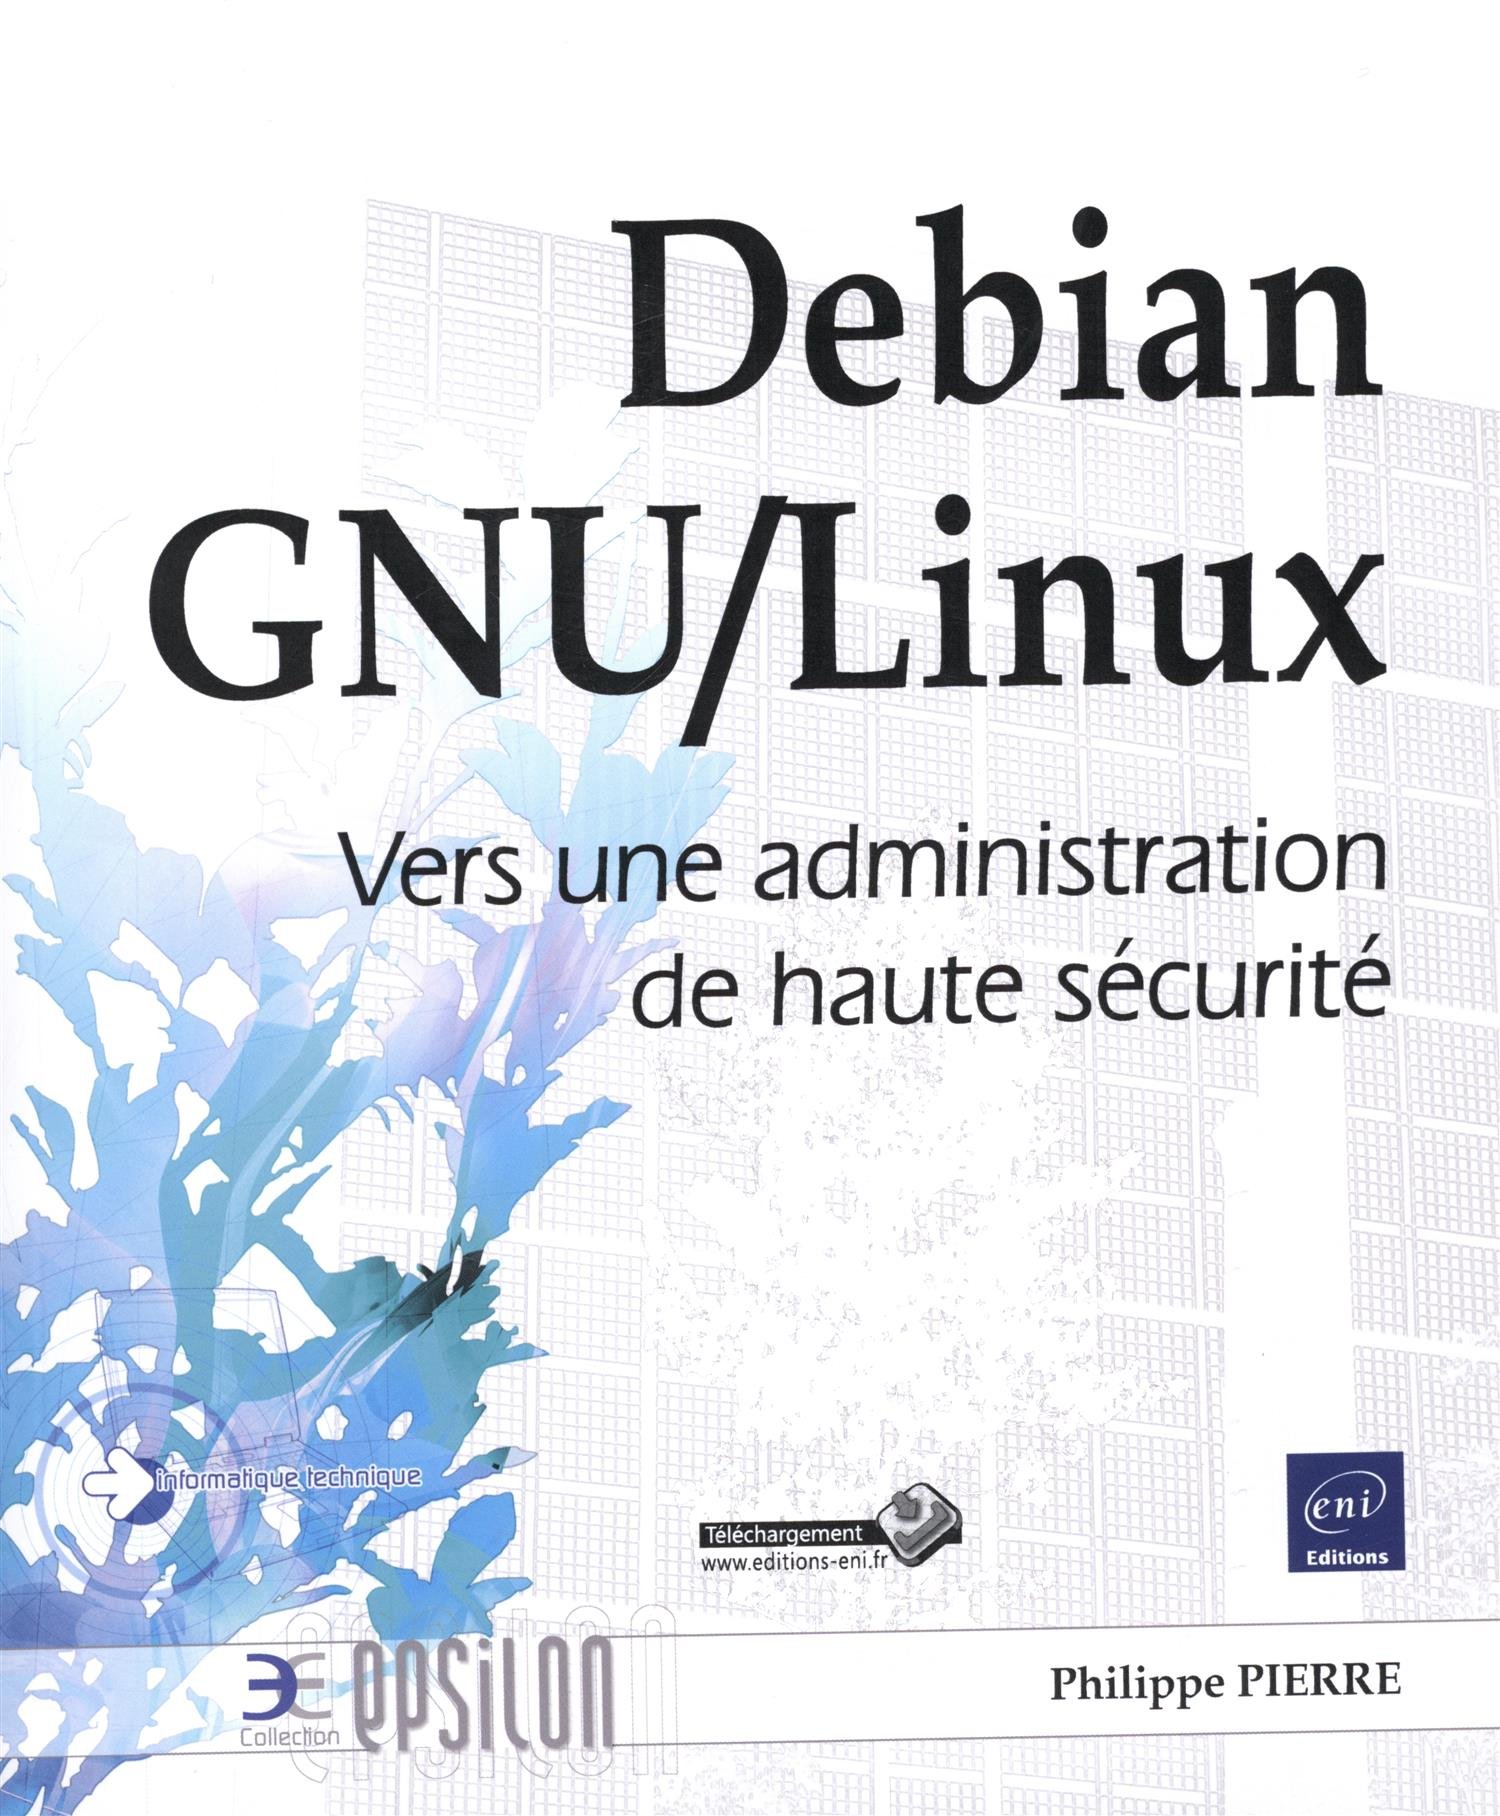 Debian
GNU/Linux
Vers une administration
de haute sécurité
informatique technique
Téléchargement
www.editions-eni.fr
eni
Editions
Collection
epsilon
epsilon
Philippe PIERRE